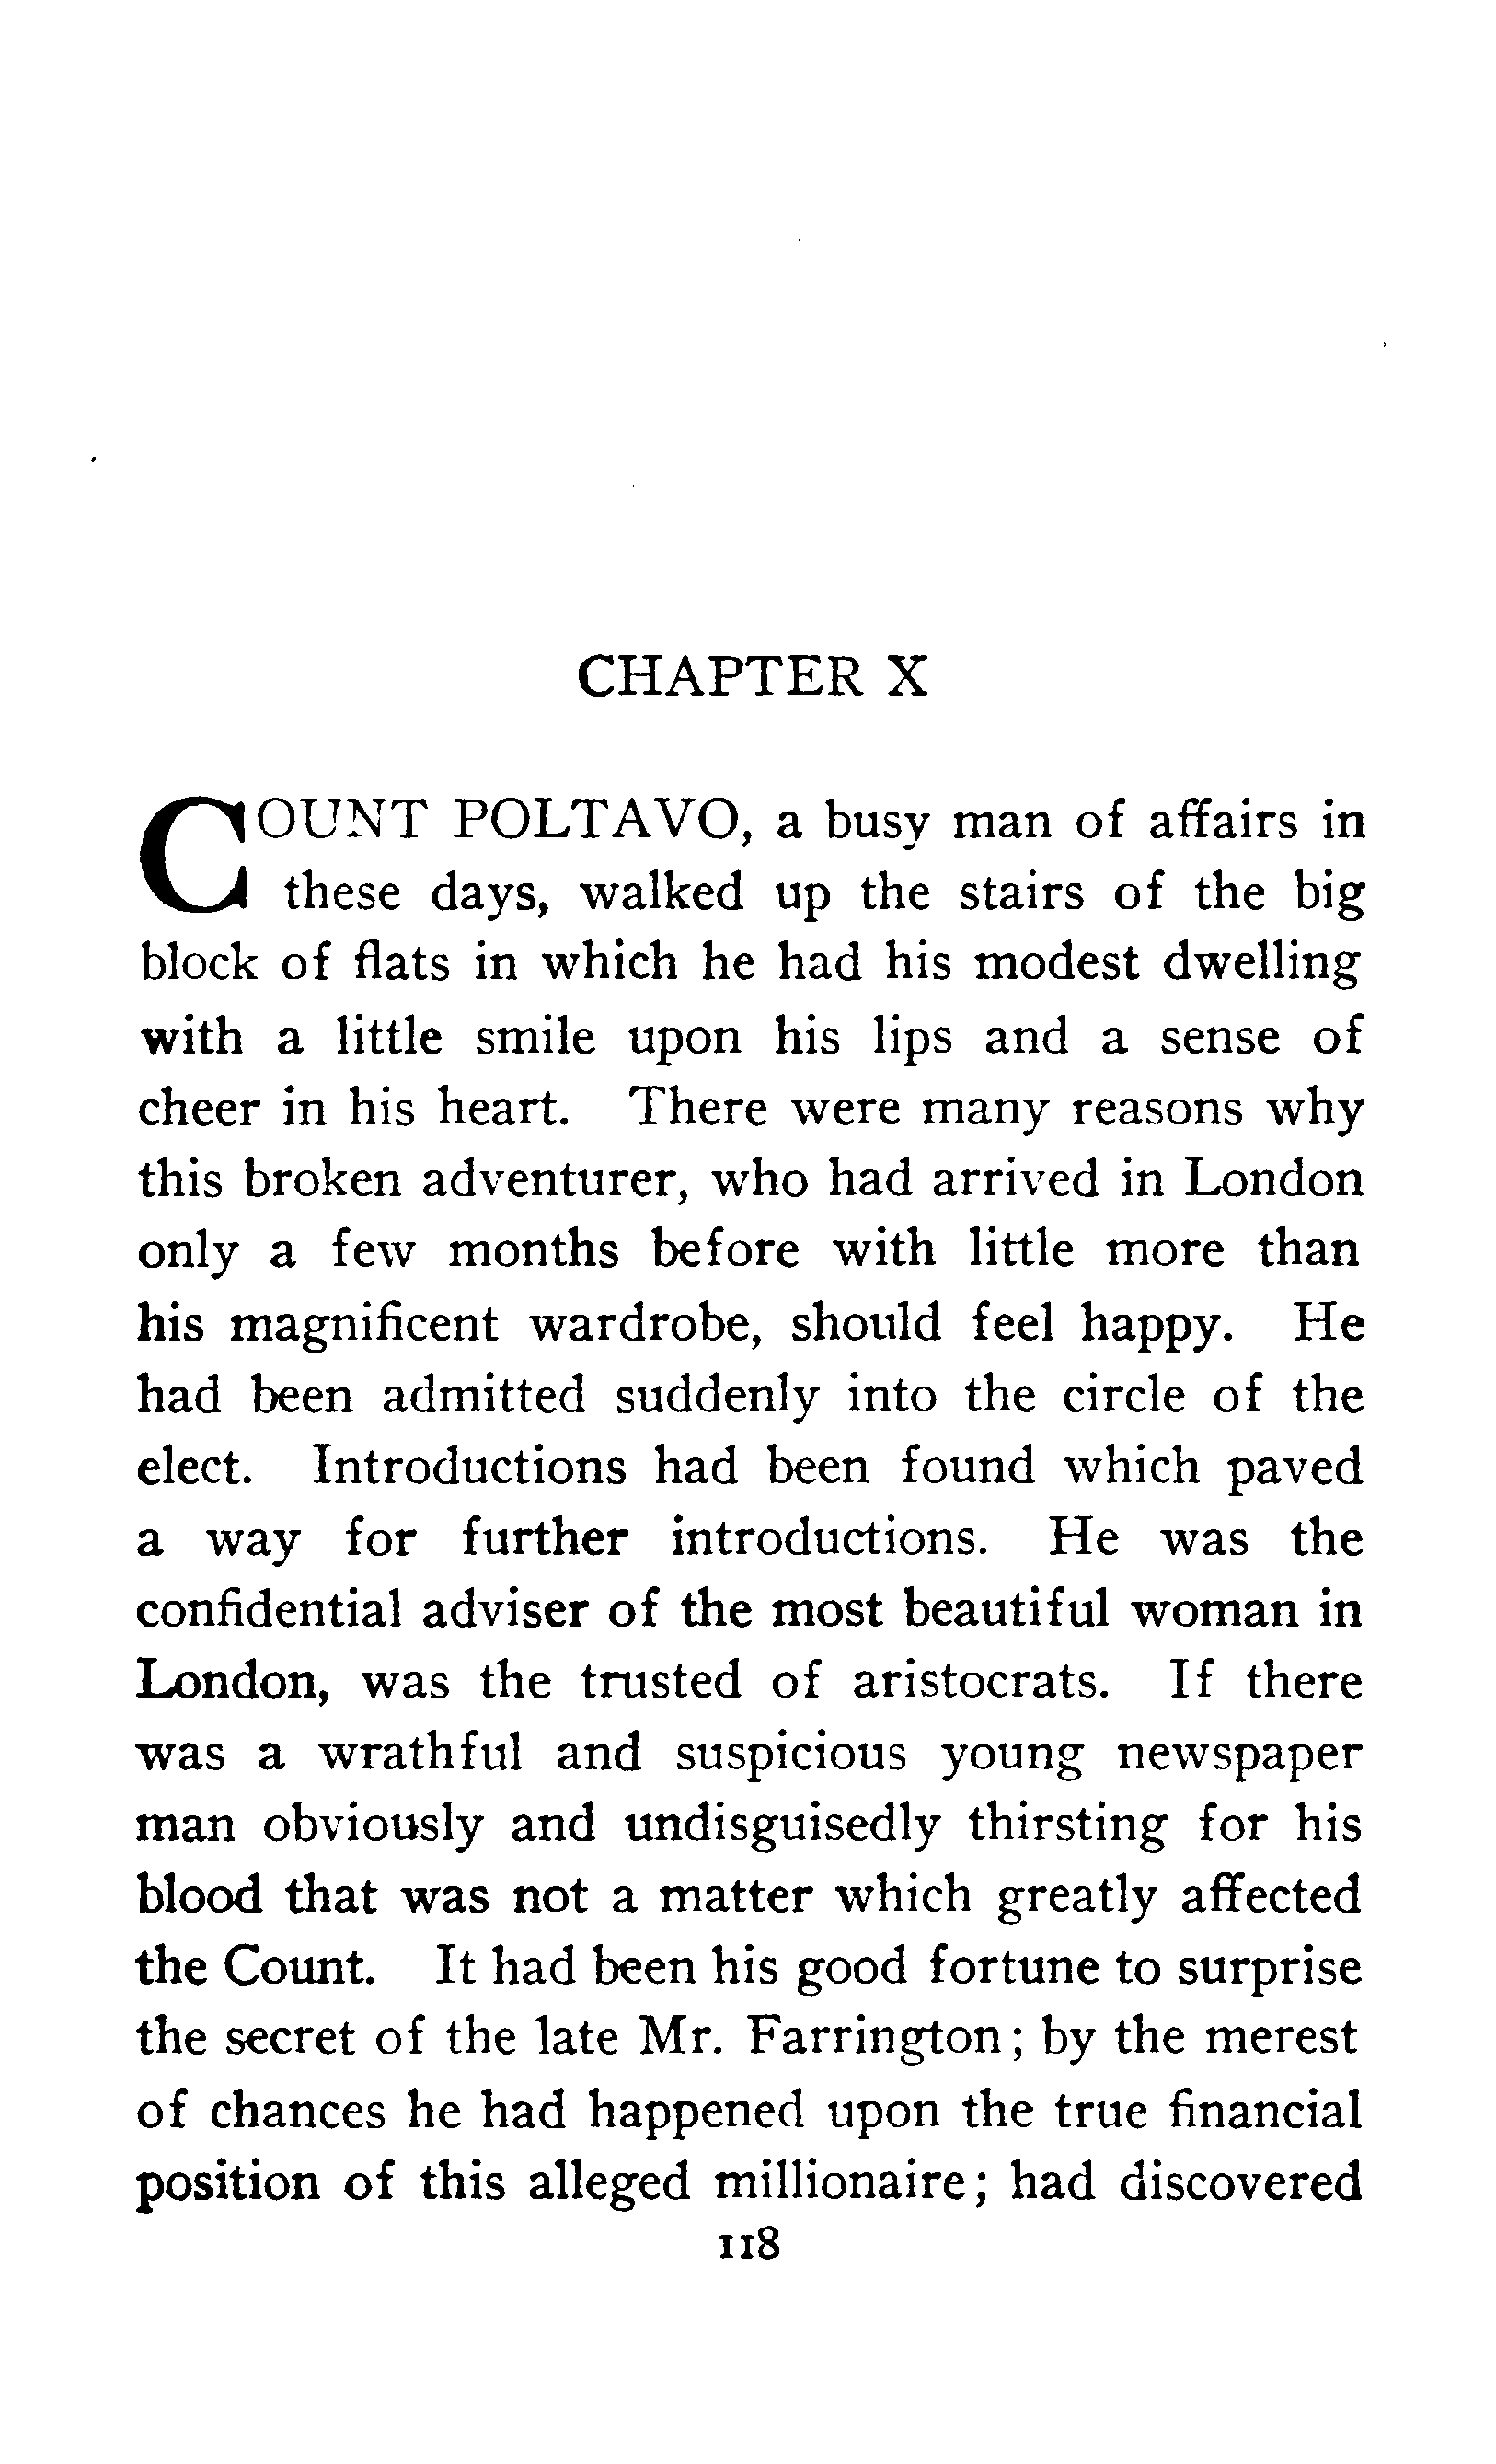 CHAPTER X
COUNT POLTAVO, a busy man of affairs in
these days, walked up the stairs of the big
block of flats in which he had his modest dwelling
with a little smile upon his lips and a sense of
cheer in his heart. There were many reasons why
this broken adventurer, who had arrived in London
only a few months before with little more than
his magnificent wardrobe, should feel happy. He
had been admitted suddenly into the circle of the
elect. Introductions had been found which paved
a way for further introductions. He was the
confidential adviser of the most beautiful woman in
London, was the trusted of aristocrats. If there
was a wrathful and suspicious young newspaper
man obviously and undisguisedly thirsting for his
blood that was not a matter which greatly affected
the Count. It had been his good fortune to surprise
the secret of the late Mr. Farrington; by the merest
of chances he had happened upon the true financial
position of this alleged millionaire; had discovered
118